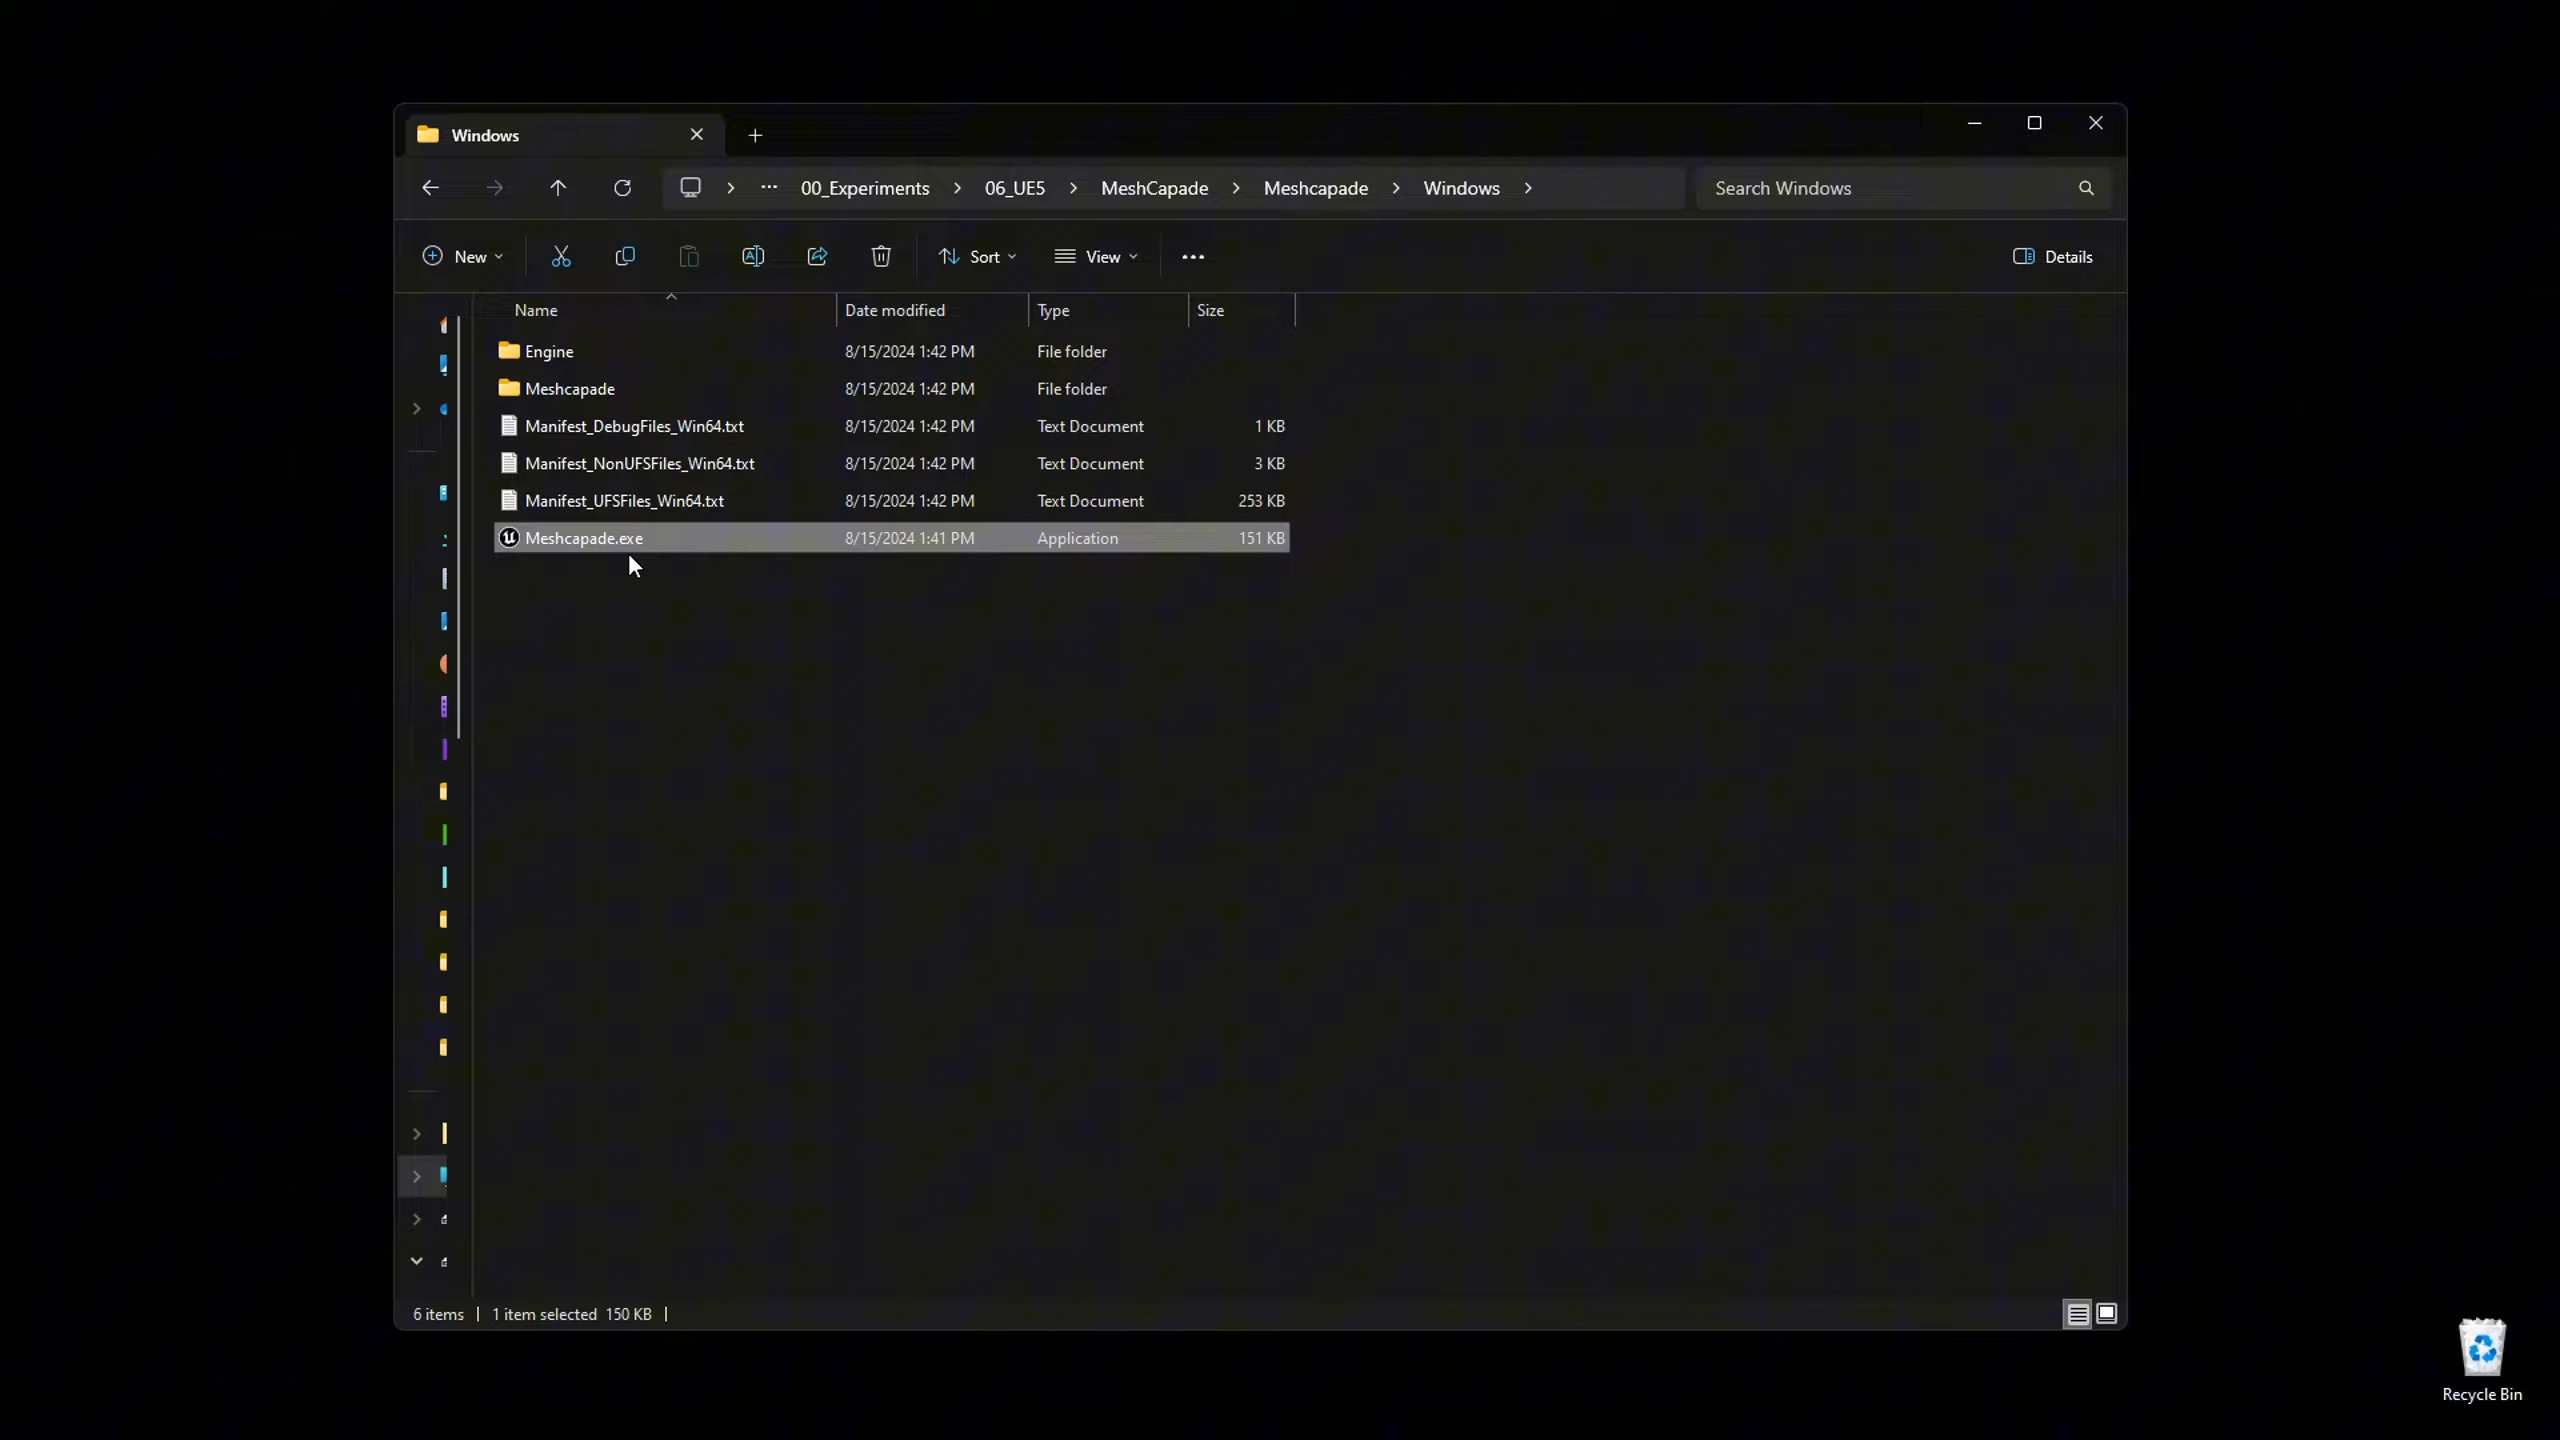 Windows
00_Experiments 06_UE5 MeshCapade Meshcapade Windows
Search Windows
New Sort View Details
Name Date modified Type Size
Engine 8/15/2024 1:42 PM File folder
Meshcapade 8/15/2024 1:42 PM File folder
Manifest_DebugFiles_Win64.txt 8/15/2024 1:42 PM Text Document 1 KB
Manifest_NonUFSFiles_Win64.txt 8/15/2024 1:42 PM Text Document 3 KB
Manifest_UFSFiles_Win64.txt 8/15/2024 1:42 PM Text Document 253 KB
Meshcapade.exe 8/15/2024 1:41 PM Application 151 KB
6 items 1 item selected 150 KB
Recycle Bin